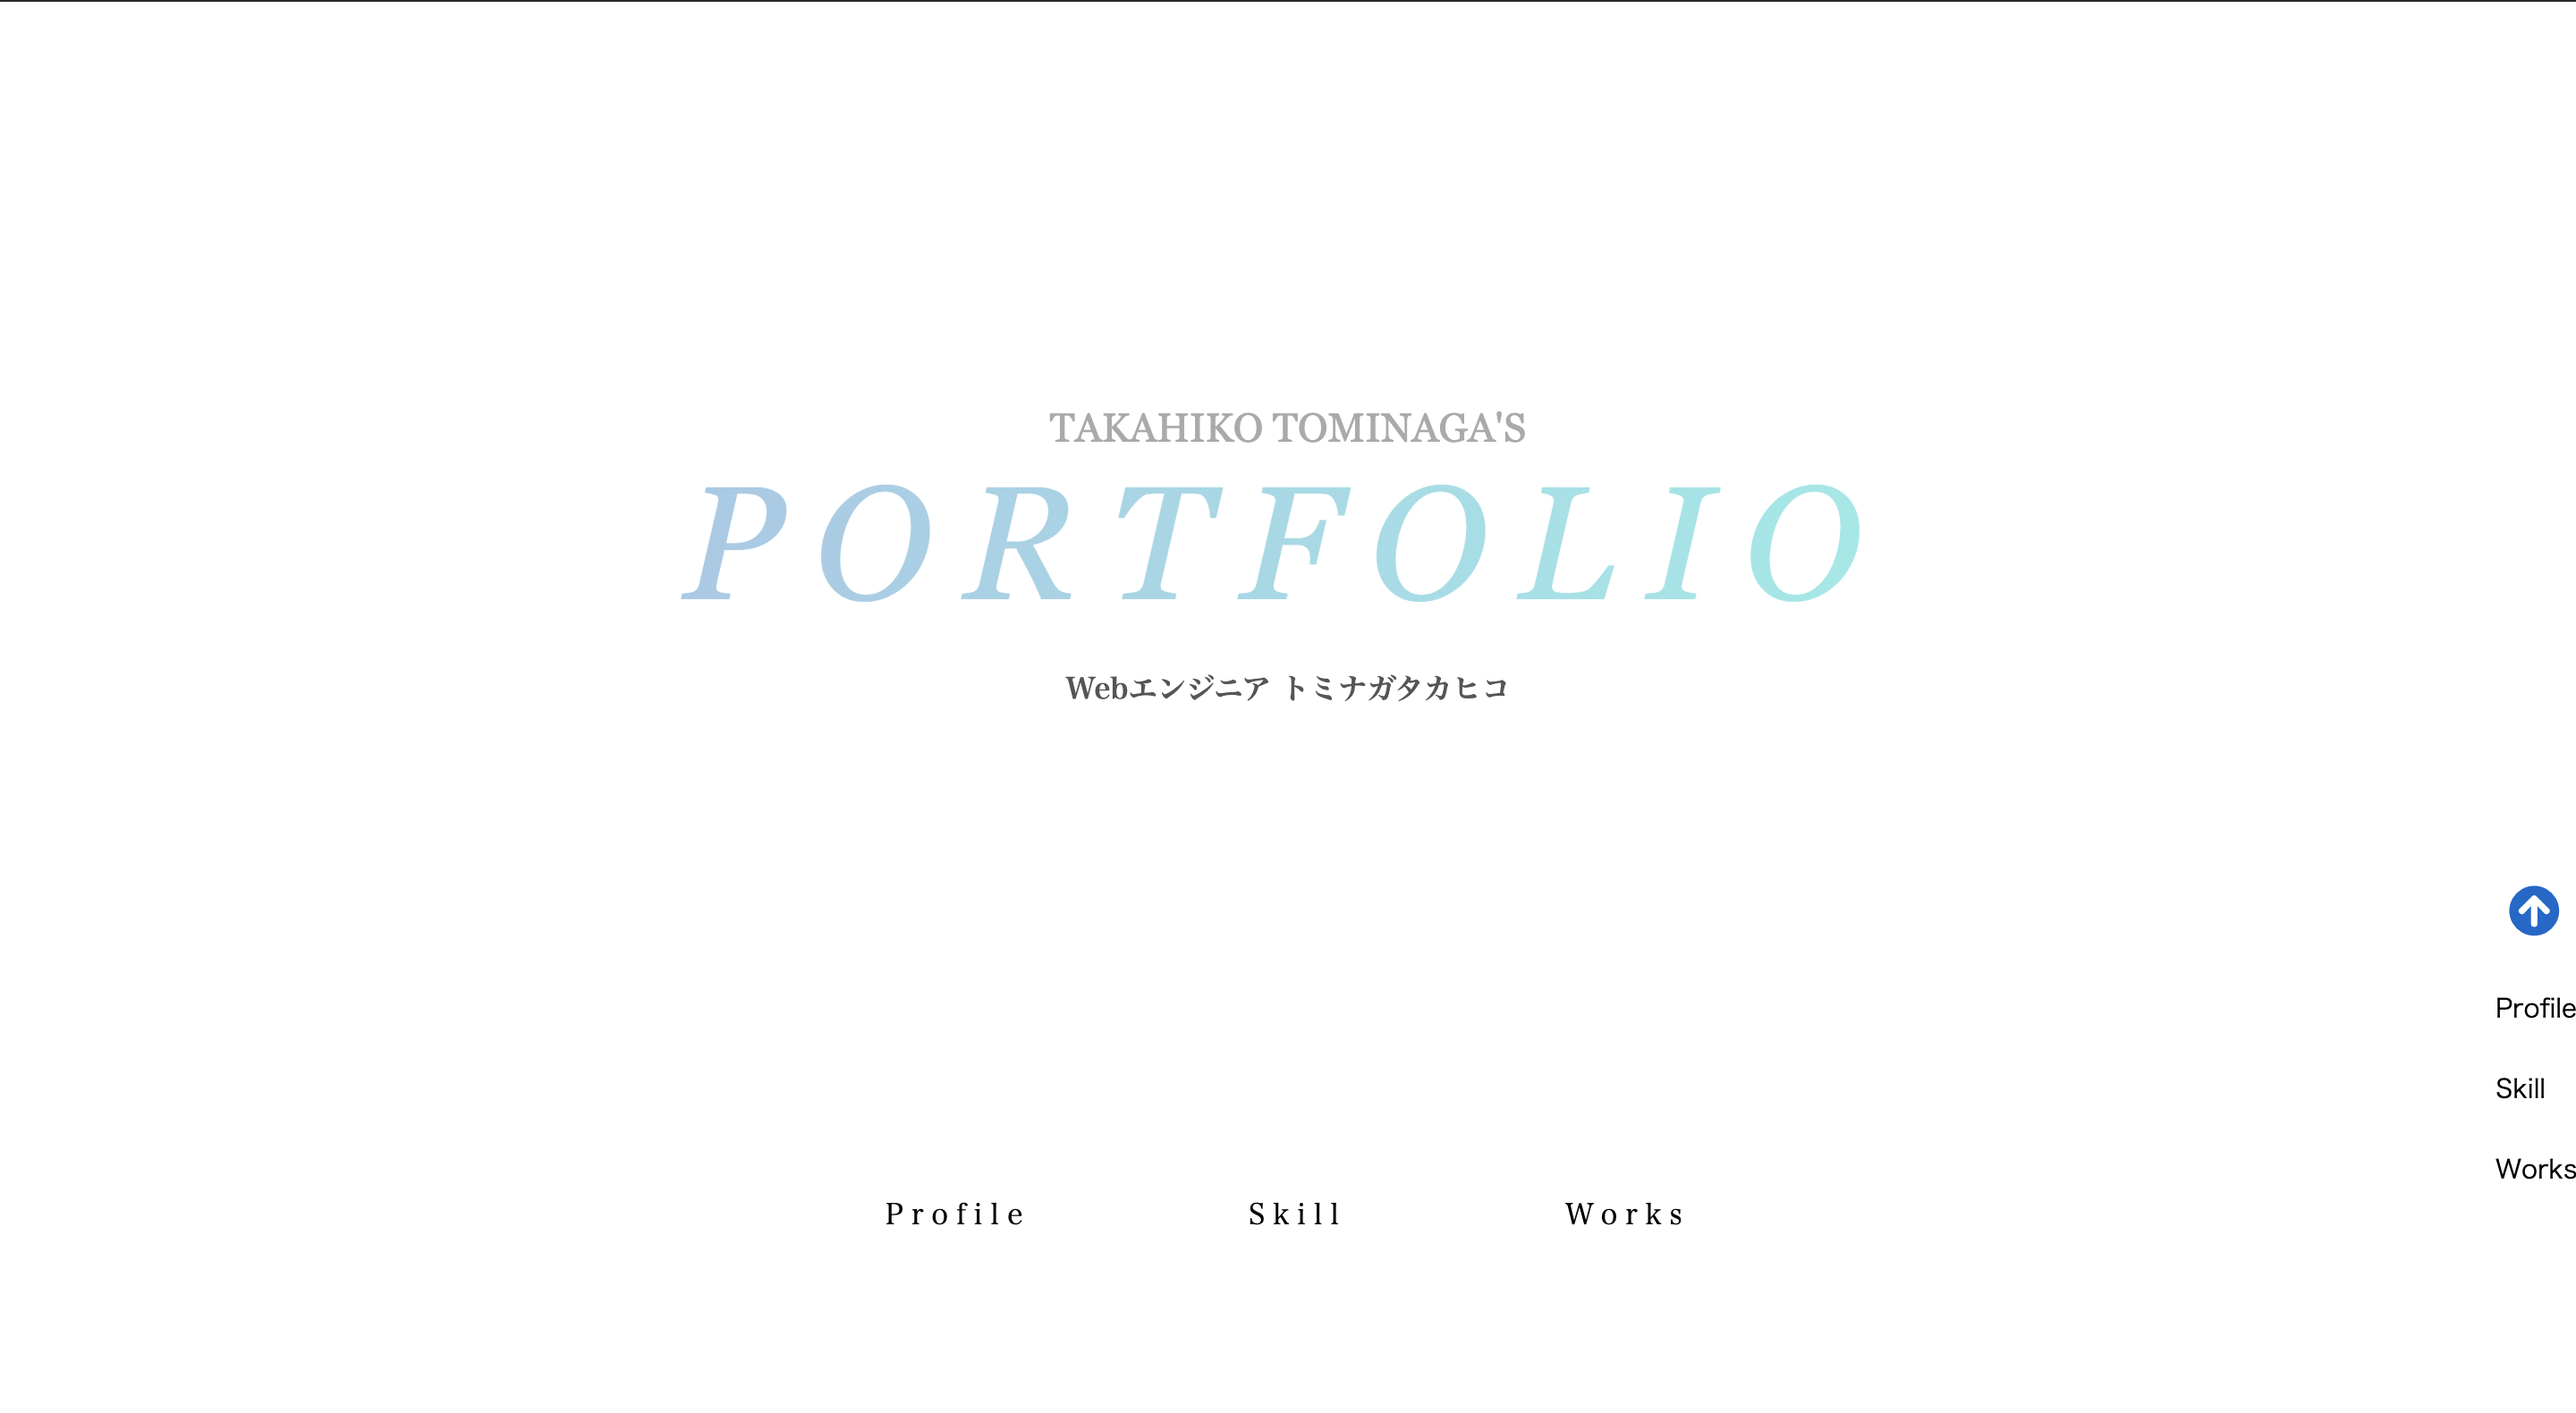 TAKAHIKO TOMINAGA'S
PORTFOLIO
Webエンジニア トミナガタカヒコ
Profile
Skill
Works
Profile Skill Works